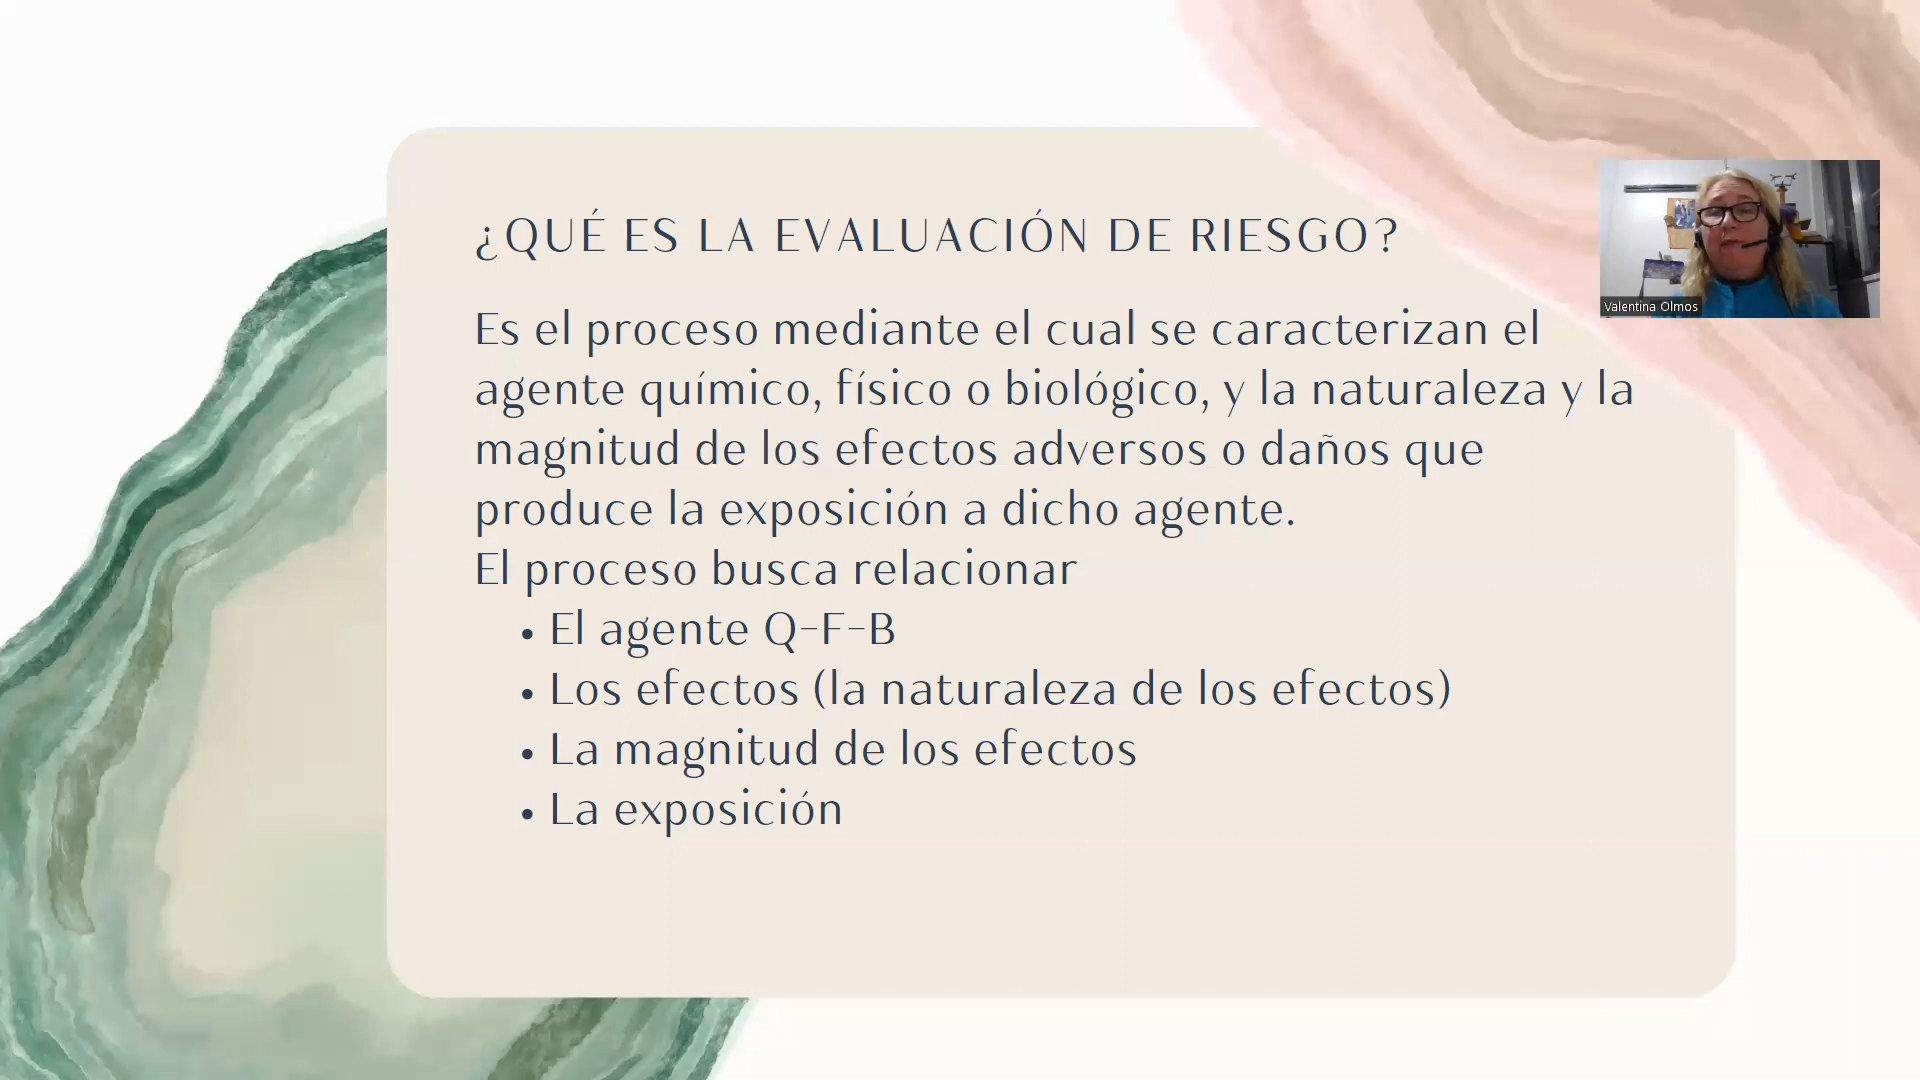 ¿QUÉ ES LA EVALUACIÓN DE RIESGO?
Es el proceso mediante el cual se caracterizan el
agente químico, físico o biológico, y la naturaleza y la
magnitud de los efectos adversos o daños que
produce la exposición a dicho agente.
El proceso busca relacionar
• El agente Q-F-B
• Los efectos (la naturaleza de los efectos)
• La magnitud de los efectos
• La exposición
Valentina Olmos